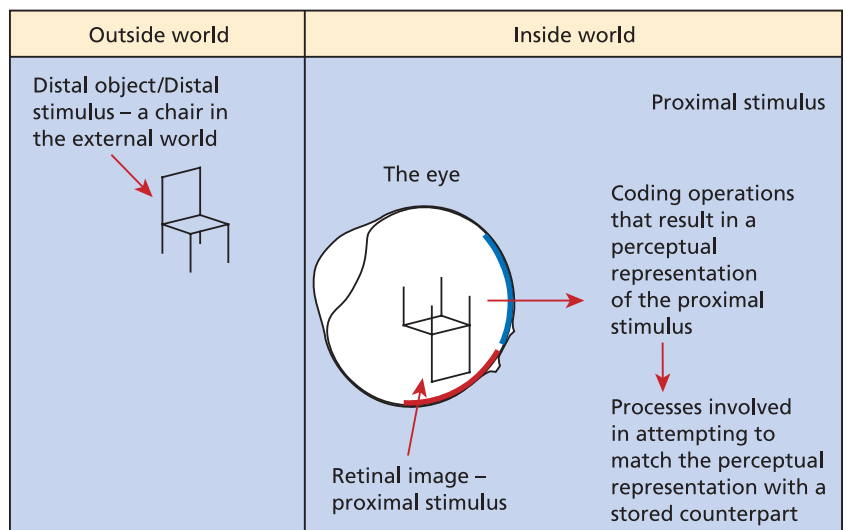 Outside world
Inside world
Distal object/Distal
stimulus – a chair in
the external world
Proximal stimulus
The eye
Coding operations
that result in a
perceptual
representation
of the proximal
stimulus
Retinal image –
proximal stimulus
Processes involved
in attempting to
match the perceptual
representation with a
stored counterpart